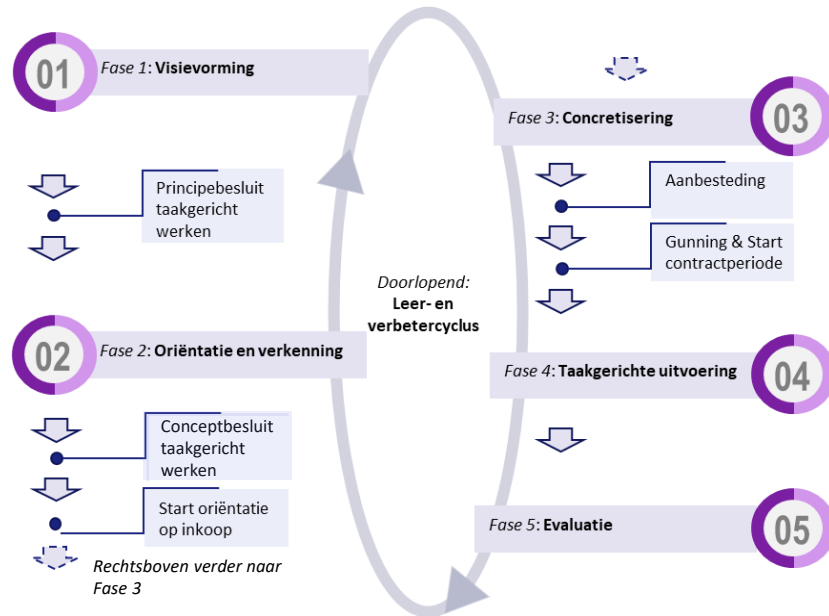 01
Fase 1: Visievorming
Principebesluit
taakgericht
werken
02
Fase 2: Oriëntatie en verkenning
Conceptbesluit
taakgericht
werken
Start oriëntatie
op inkoop
Rechtsboven verder naar
Fase 3
Doorlopend:
Leer- en
verbetercyclus
Fase 3: Concretisering
03
Aanbesteding
Gunning & Start
contractperiode
Fase 4: Taakgerichte uitvoering
04
Fase 5: Evaluatie
05